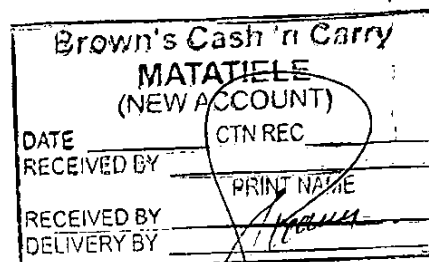 Brown's Cash 'n Carry
MATATIELE
(NEW ACCOUNT)
DATE CTN REC
RECEIVED BY
PRINT NAME
RECEIVED BY
DELIVERY BY